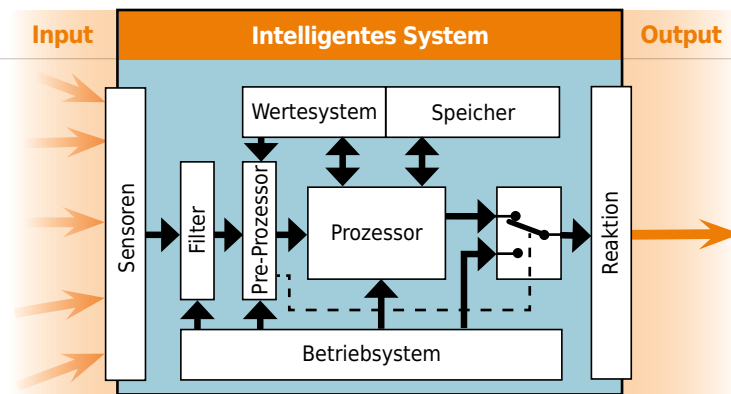 Input
Intelligentes System
Output
Wertesystem
Speicher
Sensoren
Filter
Pre-Prozessor
Prozessor
Reaktion
Betriebsystem